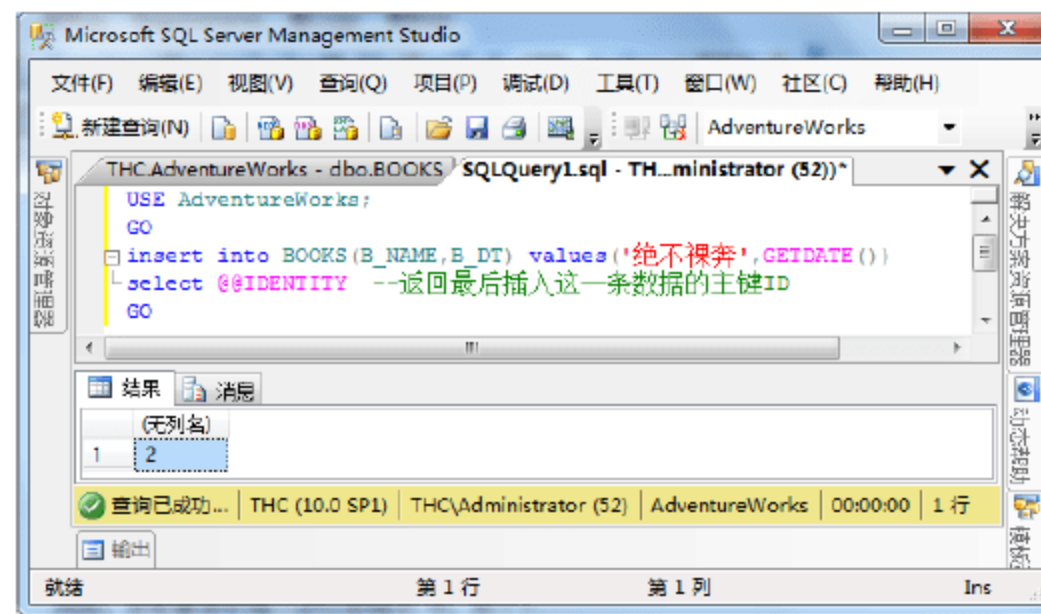 Microsoft SQL Server Management Studio
文件(F) 编辑(E) 视图(V) 查询(Q) 项目(P) 调试(D) 工具(T) 窗口(W) 社区(C) 帮助(H)
新建查询(N) AdventureWorks
THC.AdventureWorks - dbo.BOOKS SQLQuery1.sql - TH...ministrator (52))*
对象资源管理器
USE AdventureWorks;
GO
insert into BOOKS(B_NAME,B_DT) values('绝不裸奔',GETDATE())
select @@IDENTITY --返回最后插入这一条数据的主键ID
GO
解决方案资源管理器
动态帮助
结果 消息
(无列名)
1 2
查询已成功... THC (10.0 SP1) THC\Administrator (52) AdventureWorks 00:00:00 1 行
输出
就绪 第 1 行 第 1 列 Ins